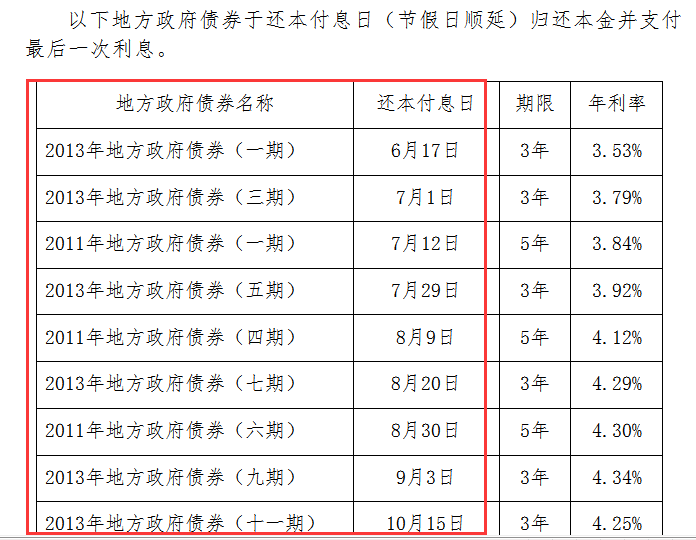 以下地方政府债券于还本付息日（节假日顺延）归还本金并支付
最后一次利息。
地方政府债券名称 还本付息日 期限 年利率
2013年地方政府债券（一期） 6月17日 3年 3.53%
2013年地方政府债券（三期） 7月1日 3年 3.79%
2011年地方政府债券（一期） 7月12日 5年 3.84%
2013年地方政府债券（五期） 7月29日 3年 3.92%
2011年地方政府债券（四期） 8月9日 5年 4.12%
2013年地方政府债券（七期） 8月20日 3年 4.29%
2011年地方政府债券（六期） 8月30日 5年 4.30%
2013年地方政府债券（九期） 9月3日 3年 4.34%
2013年地方政府债券（十一期） 10月15日 3年 4.25%